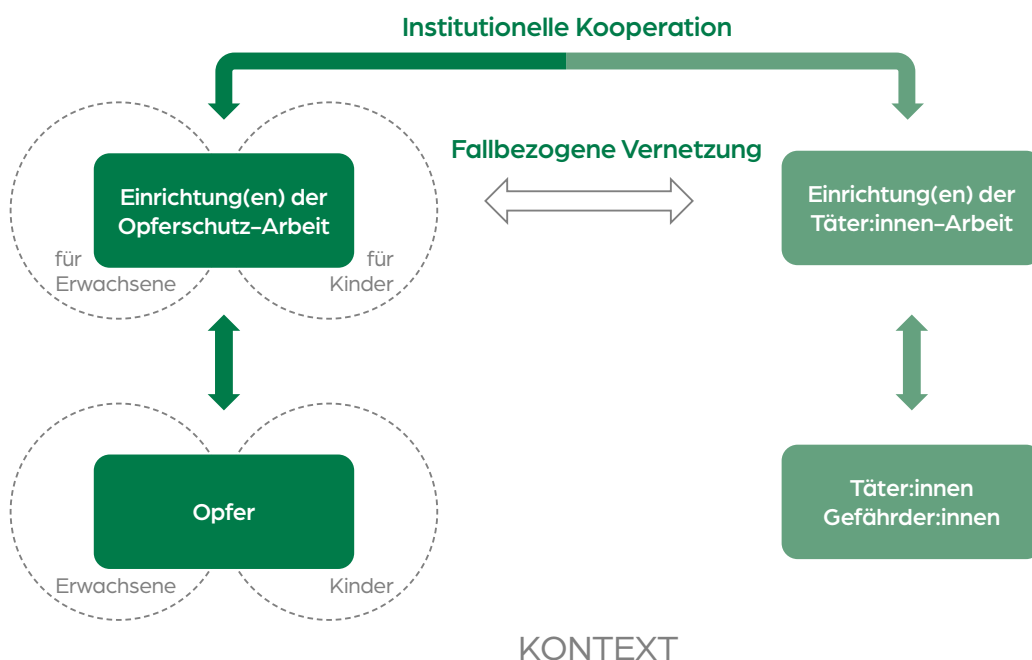 Institutionelle Kooperation
Fallbezogene Vernetzung
Einrichtung(en) der
Opferschutz-Arbeit
für
Erwachsene
für
Kinder
Einrichtung(en) der
Täter:innen-Arbeit
Opfer
Erwachsene
Kinder
Täter:innen
Gefährder:innen
KONTEXT